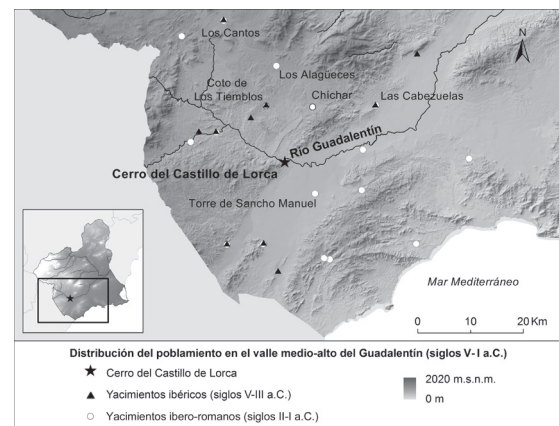 Los Cantos
N
Los Alagüeces
Coto de
Los Tiemblos
Chichar
Las Cabezuelas
Río Guadalentín
Cerro del Castillo de Lorca
Torre de Sancho Manuel
Mar Mediterráneo
0 10 20 Km
Distribución del poblamiento en el valle medio-alto del Guadalentín (siglos V-I a.C.)
Cerro del Castillo de Lorca
Yacimientos ibéricos (siglos V-III a.C.)
Yacimientos ibero-romanos (siglos II-I a.C.)
2020 m.s.n.m.
0 m